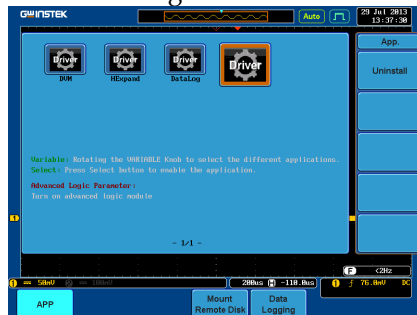 GWINSTEK
Auto
29 Jul 2013
13:37:30
App.
Uninstall
Driver Driver Driver Driver
DVM HExpand DataLog
Variable: Rotating the VARIABLE Knob to select the different applications.
Select: Press Select button to enable the application.
Advanced Logic Parameter:
Turn on advanced logic module
- 1/1 -
F <2Hz
1 == 50mV 2 == 100mV 200us H -110.0us 1 f 76.0mV DC
APP
Mount
Remote Disk
Data
Logging